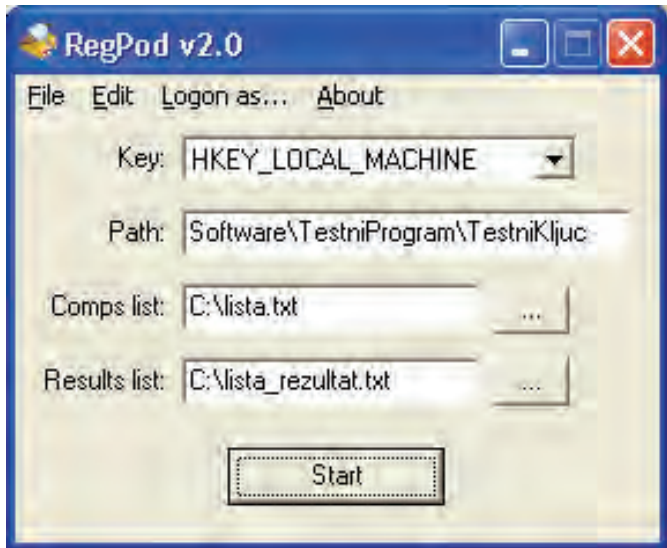 RegPod v2.0
File Edit Logon as... About
Key: HKEY_LOCAL_MACHINE
Path: Software\TestniProgram\TestniKljuc
Comps list: C:\lista.txt ...
Results list: C:\lista_rezultat.txt ...
Start